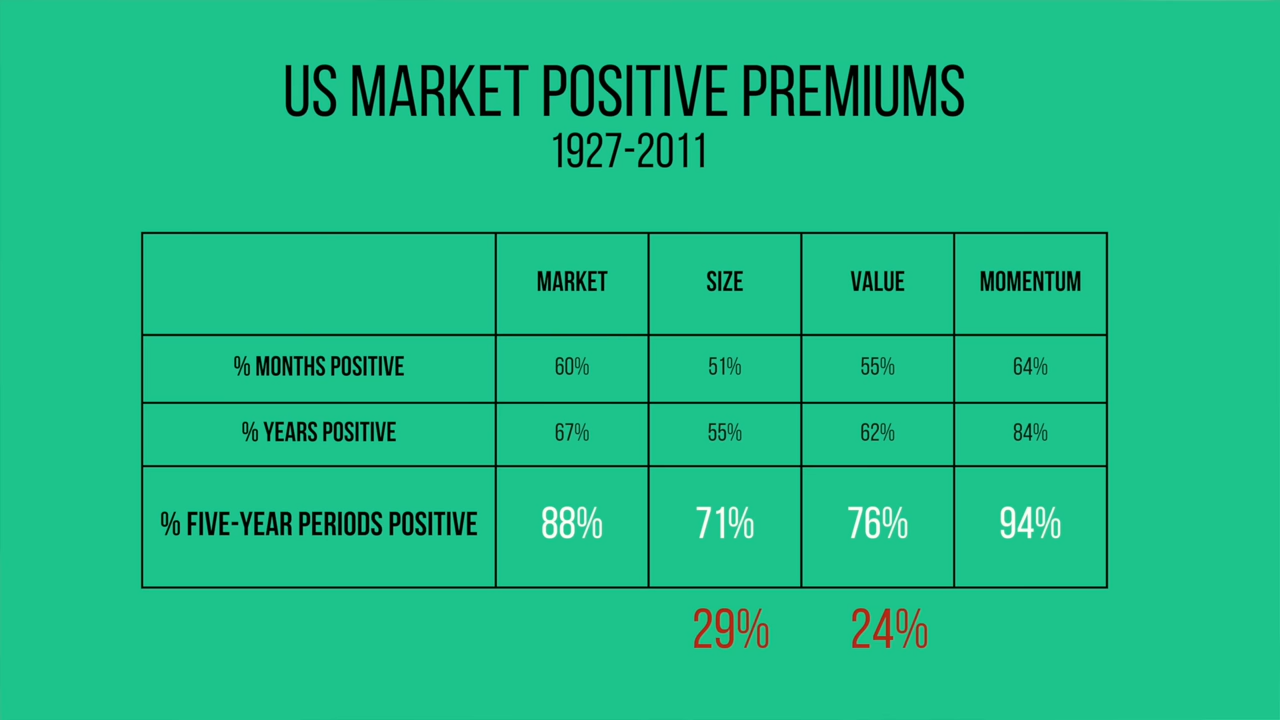 US MARKET POSITIVE PREMIUMS
1927-2011
MARKET SIZE VALUE MOMENTUM
% MONTHS POSITIVE 60% 51% 55% 64%
% YEARS POSITIVE 67% 55% 62% 84%
% FIVE-YEAR PERIODS POSITIVE 88% 71% 76% 94%
29% 24%